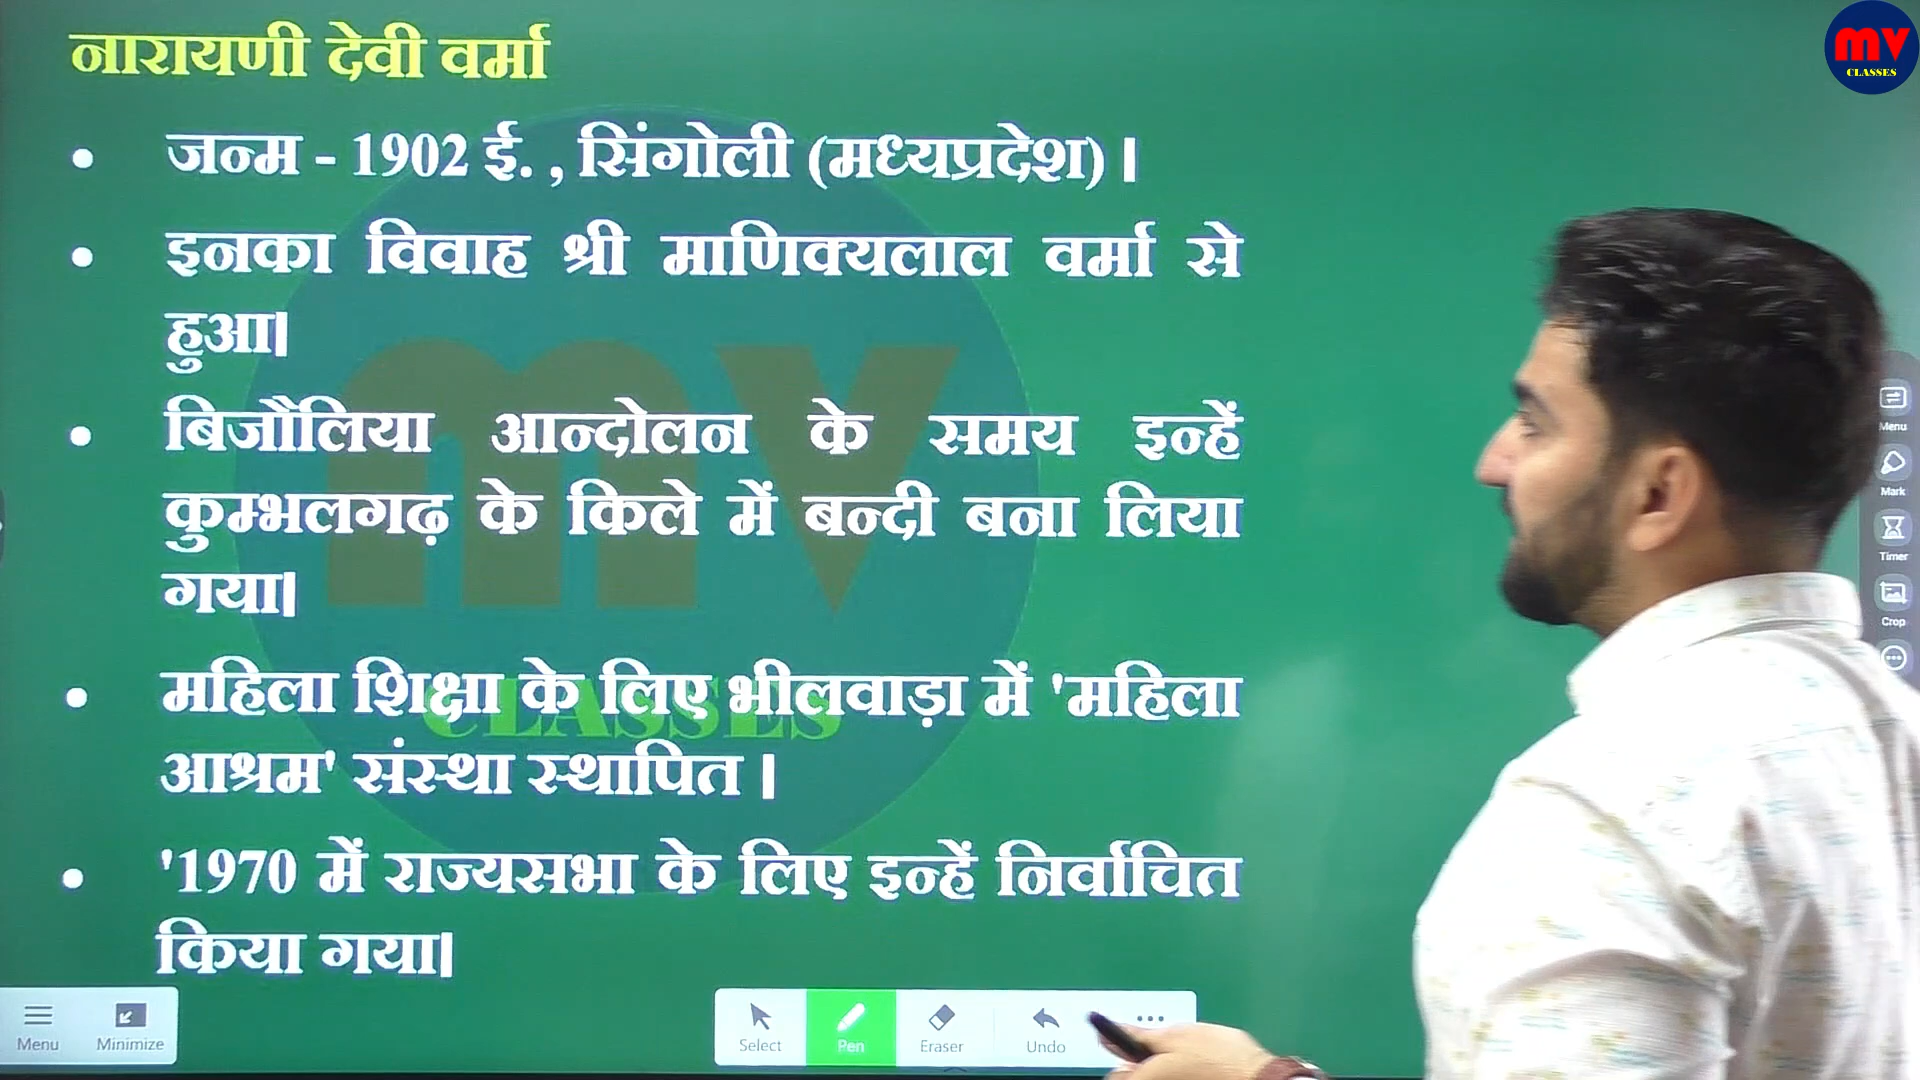 नारायणी देवी वर्मा
• जन्म - 1902 ई. , सिंगोली (मध्यप्रदेश) ।
• इनका विवाह श्री माणिक्यलाल वर्मा से
हुआ।
• बिजौलिया आन्दोलन के समय इन्हें
कुम्भलगढ़ के किले में बन्दी बना लिया
गया।
• महिला शिक्षा के लिए भीलवाड़ा में 'महिला
आश्रम' संस्था स्थापित ।
• '1970 में राज्यसभा के लिए इन्हें निर्वाचित
किया गया।
mv
CLASSES
mv
CLASSES
Menu
Mark
Timer
Crop
Menu Minimize
Select Pen Eraser Undo